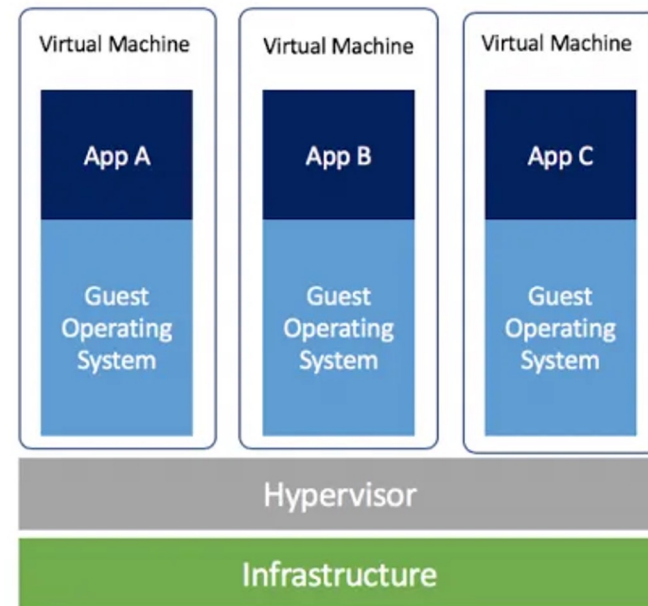 Virtual Machine
Virtual Machine
Virtual Machine
App A
App B
App C
Guest
Operating
System
Guest
Operating
System
Guest
Operating
System
Hypervisor
Infrastructure